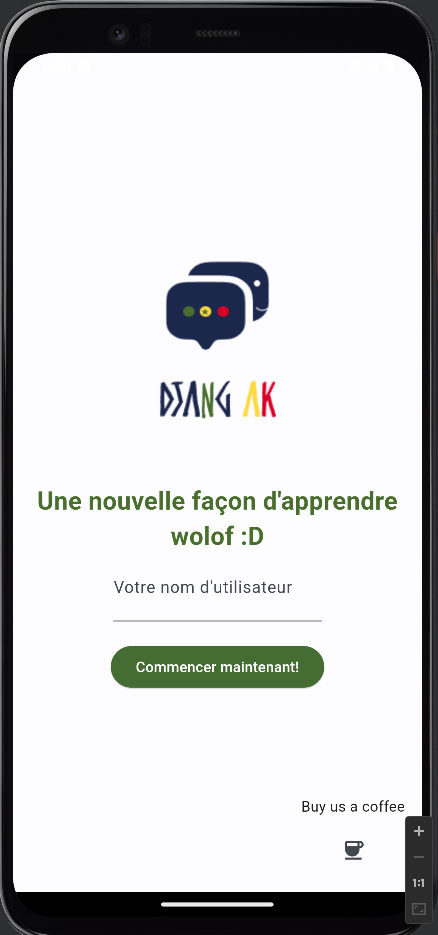 DJANG AK
Une nouvelle façon d'apprendre
wolof :D
Votre nom d'utilisateur
Commencer maintenant!
Buy us a coffee
1:1